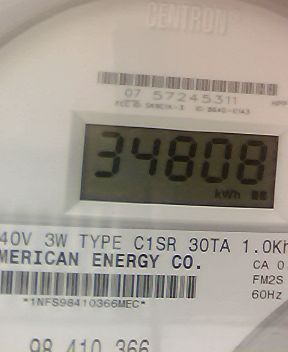 CENTRON
07 57245311
34808
kWh
40V 3W TYPE C1SR 30TA 1.0Kh
MERICAN ENERGY CO.
CA 0.
FM2S
60Hz
*1NFS98410366MEC*
98 410 366